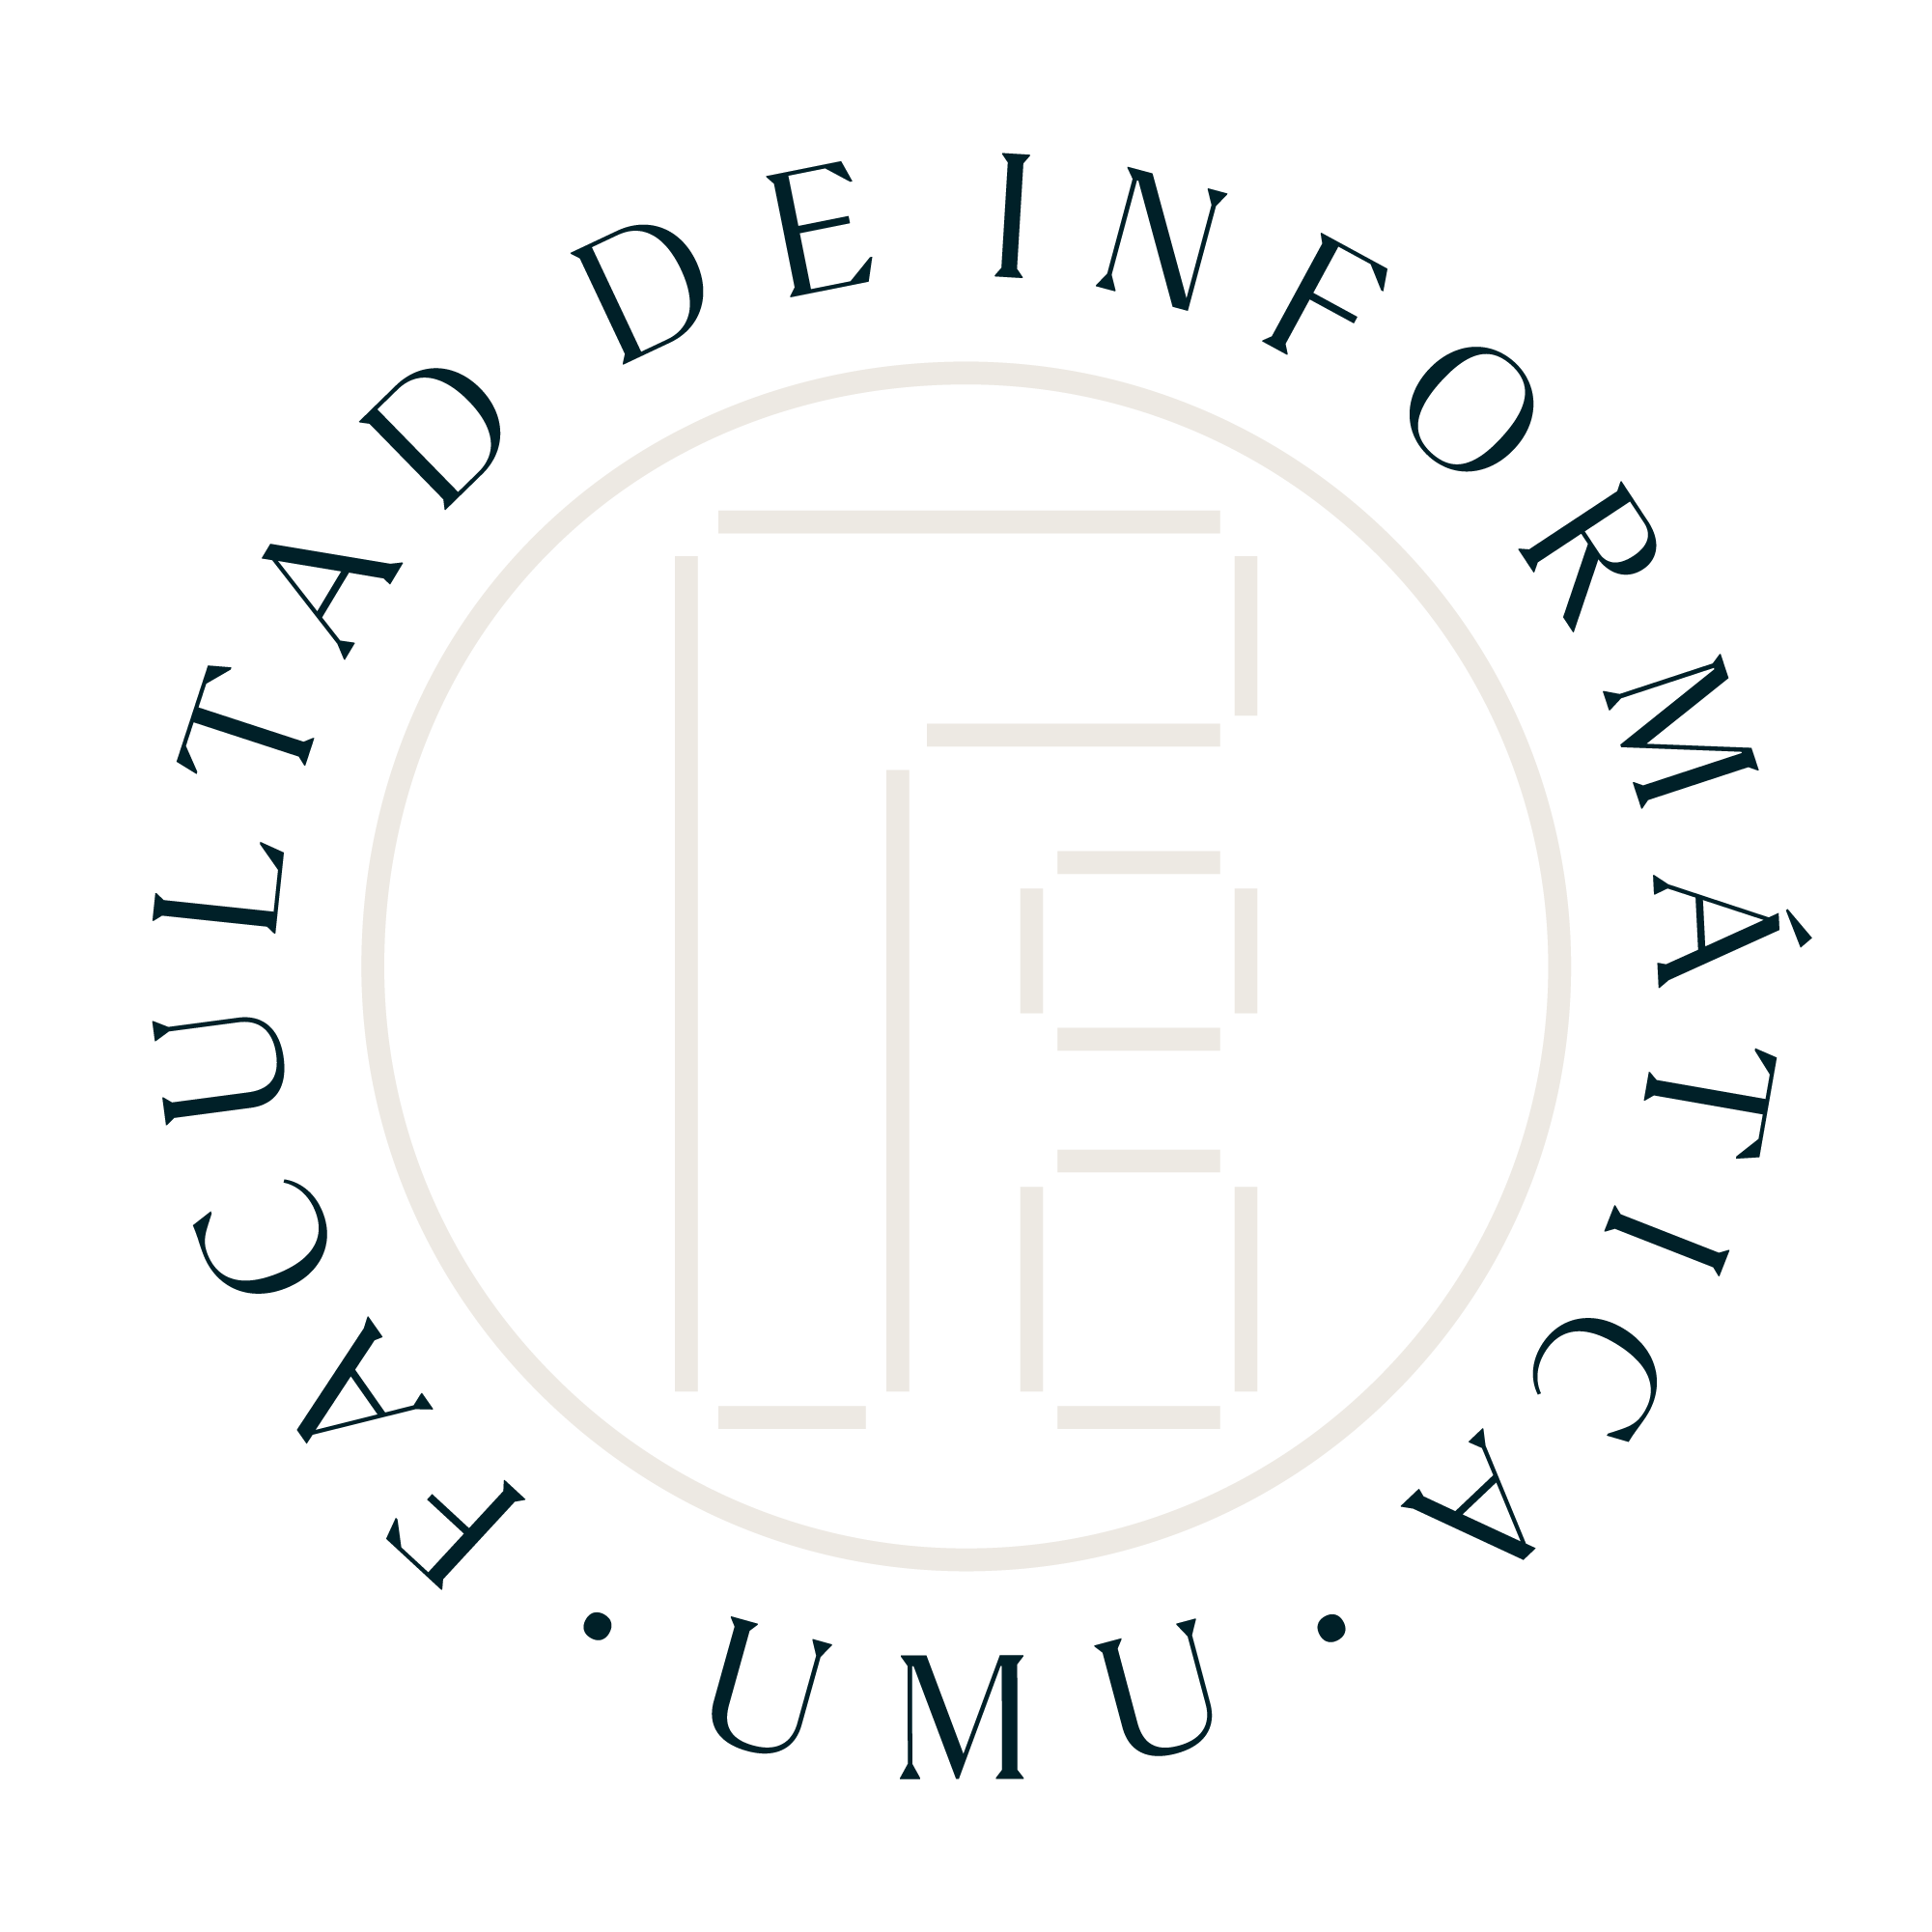 FACULTAD DE INFORMÁTICA
· UMU ·